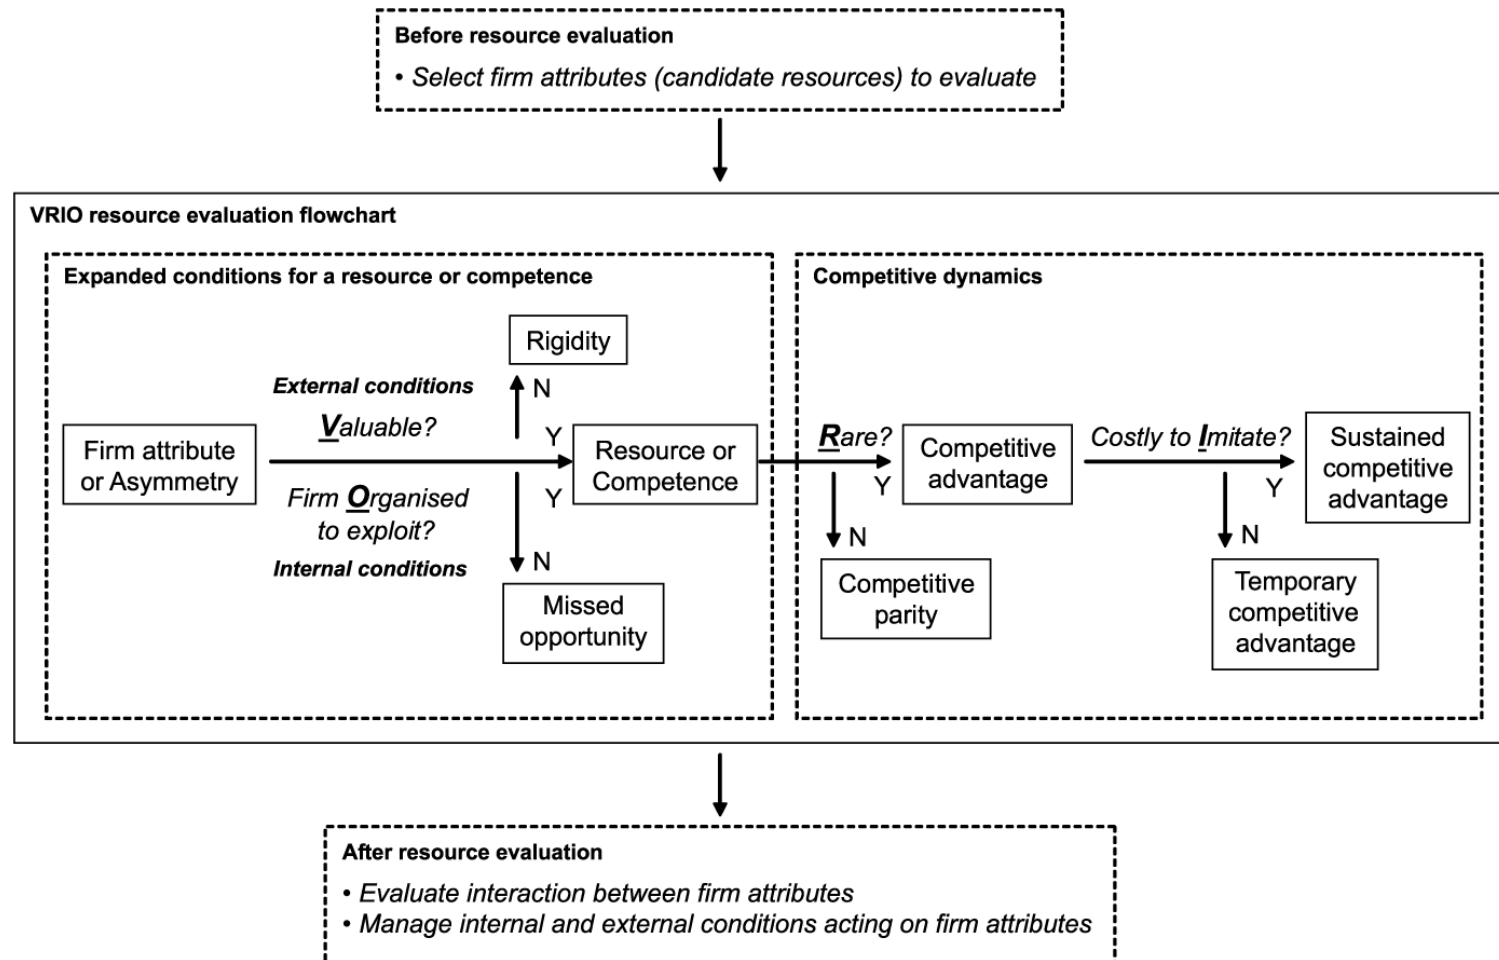 Before resource evaluation
• Select firm attributes (candidate resources) to evaluate
VRIO resource evaluation flowchart
Expanded conditions for a resource or competence
Rigidity
External conditions
N
Valuable?
Y
Firm attribute
or Asymmetry
Resource or
Competence
Firm Organised
to exploit?
Y
Internal conditions
N
Missed
opportunity
Competitive dynamics
Rare?
Y
Competitive
advantage
N
Competitive
parity
Costly to Imitate?
Y
Sustained
competitive
advantage
N
Temporary
competitive
advantage
After resource evaluation
• Evaluate interaction between firm attributes
• Manage internal and external conditions acting on firm attributes